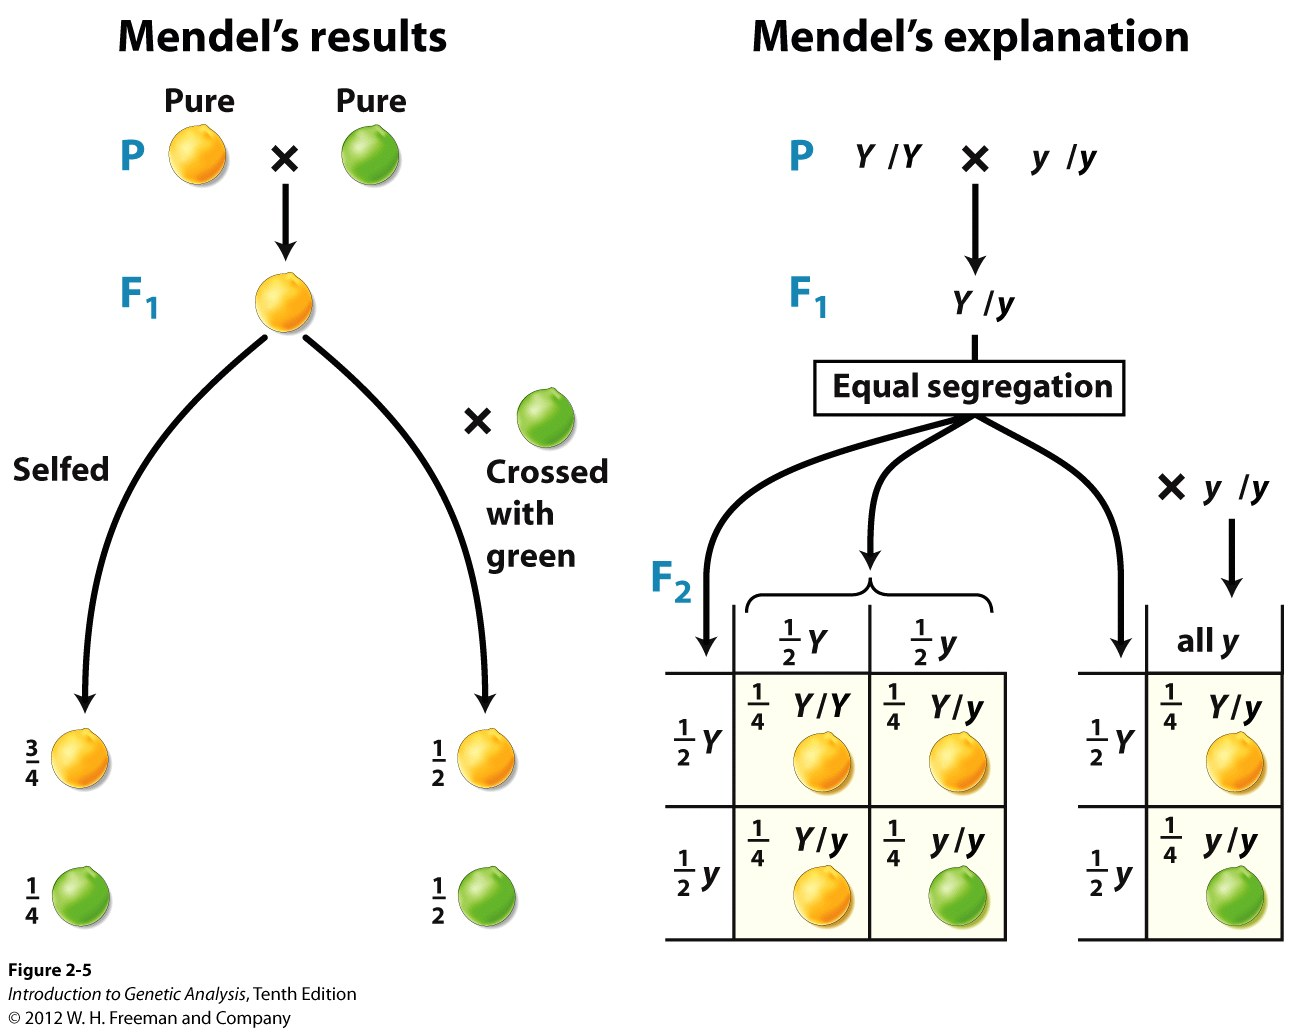 Mendel's results
Pure Pure
P ×
F1
× 
Selfed
Crossed
with
green
3/4 1/2
1/4 1/2
Mendel's explanation
P Y /Y × y /y
F1 Y /y
Equal segregation
× y /y
F2
1/2 Y 1/2 y
1/2 Y 1/4 Y/Y 1/4 Y/y
1/2 y 1/4 Y/y 1/4 y/y
all y
1/2 Y 1/4 Y/y
1/2 y 1/4 y/y
Figure 2-5
Introduction to Genetic Analysis, Tenth Edition
© 2012 W. H. Freeman and Company